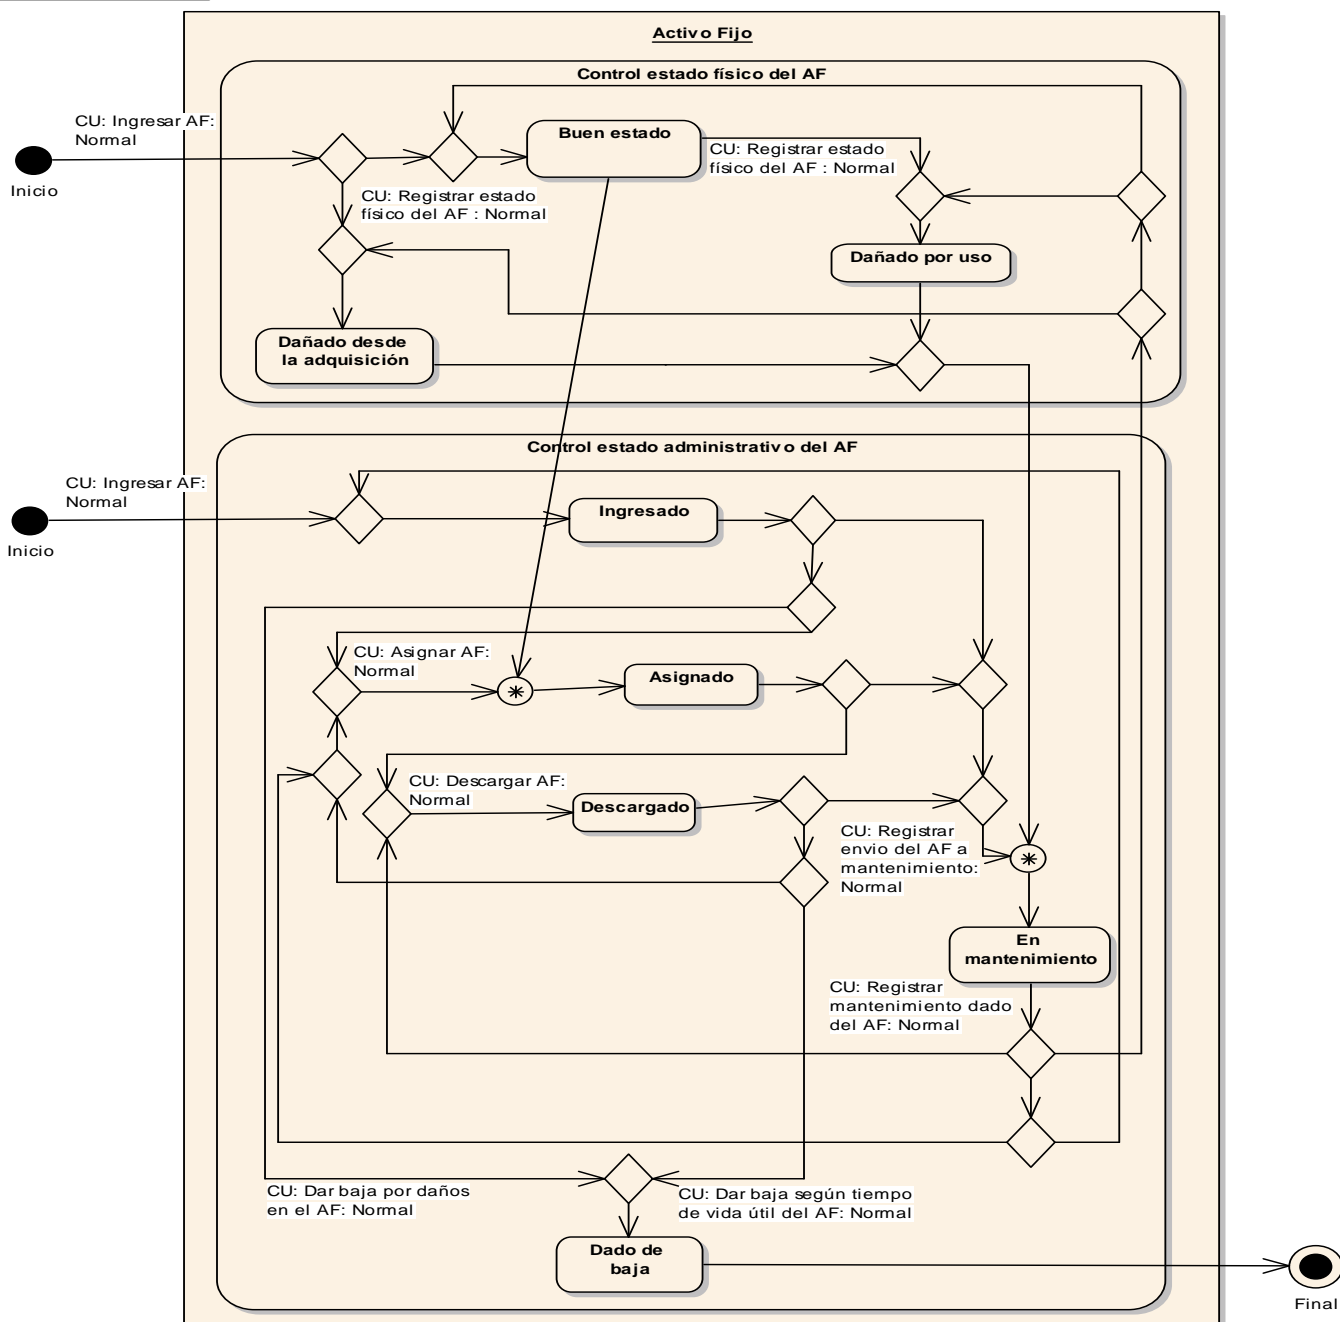 Activo Fijo
Control estado físico del AF
CU: Ingresar AF:
Normal
Inicio
Buen estado
CU: Registrar estado
físico del AF : Normal
CU: Registrar estado
físico del AF : Normal
Dañado por uso
Dañado desde
la adquisición
Control estado administrativo del AF
CU: Ingresar AF:
Normal
Inicio
Ingresado
CU: Asignar AF:
Normal
Asignado
CU: Descargar AF:
Normal
Descargado
CU: Registrar
envio del AF a
mantenimiento:
Normal
En
mantenimiento
CU: Registrar
mantenimiento dado
del AF: Normal
CU: Dar baja por daños
en el AF: Normal
CU: Dar baja según tiempo
de vida útil del AF: Normal
Dado de
baja
Final